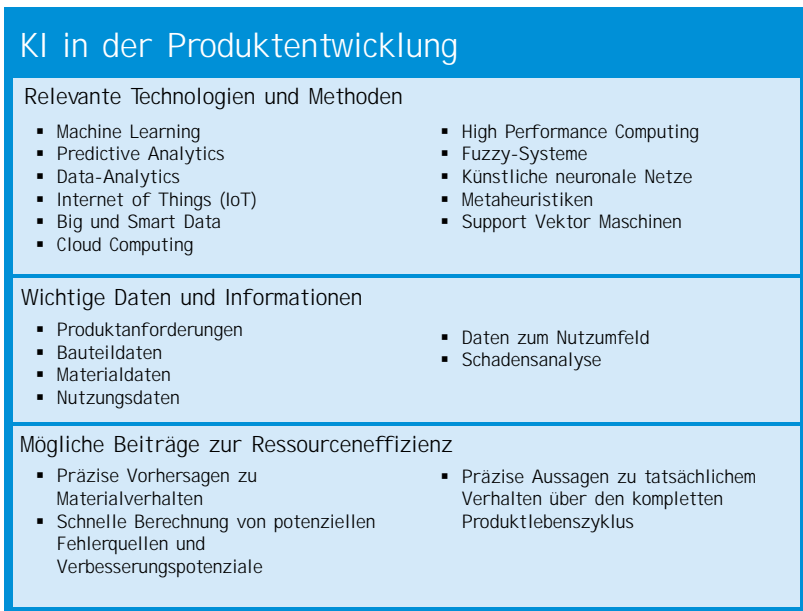 KI in der Produktentwicklung
Relevante Technologien und Methoden
▪ Machine Learning
▪ Predictive Analytics
▪ Data-Analytics
▪ Internet of Things (IoT)
▪ Big und Smart Data
▪ Cloud Computing
▪ High Performance Computing
▪ Fuzzy-Systeme
▪ Künstliche neuronale Netze
▪ Metaheuristiken
▪ Support Vektor Maschinen
Wichtige Daten und Informationen
▪ Produktanforderungen
▪ Bauteildaten
▪ Materialdaten
▪ Nutzungsdaten
▪ Daten zum Nutzumfeld
▪ Schadensanalyse
Mögliche Beiträge zur Ressourceneffizienz
▪ Präzise Vorhersagen zu
Materialverhalten
▪ Schnelle Berechnung von potenziellen
Fehlerquellen und
Verbesserungspotenziale
▪ Präzise Aussagen zu tatsächlichem
Verhalten über den kompletten
Produktlebenszyklus